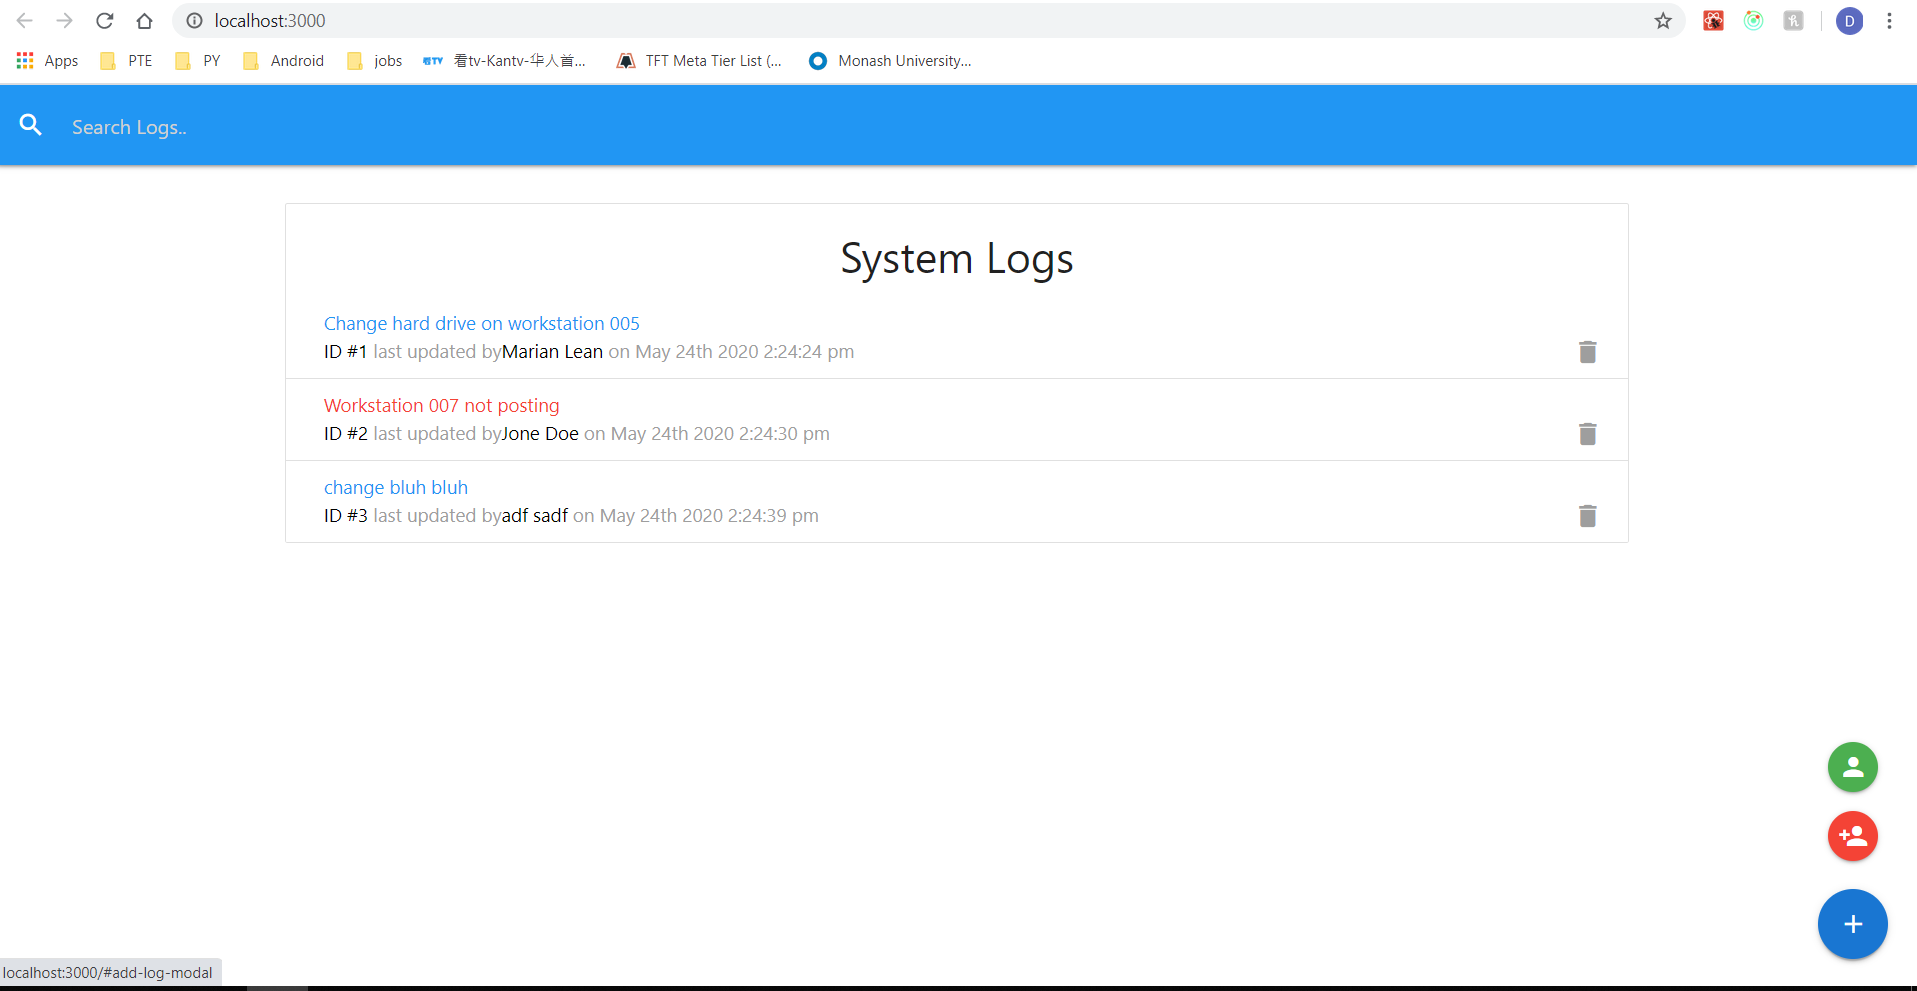 localhost:3000
D
Apps PTE PY Android jobs 看tv-Kantv-华人首... TFT Meta Tier List (... Monash University...
Search Logs..
System Logs
Change hard drive on workstation 005
ID #1 last updated byMarian Lean on May 24th 2020 2:24:24 pm
Workstation 007 not posting
ID #2 last updated byJone Doe on May 24th 2020 2:24:30 pm
change bluh bluh
ID #3 last updated byadf sadf on May 24th 2020 2:24:39 pm
localhost:3000/#add-log-modal